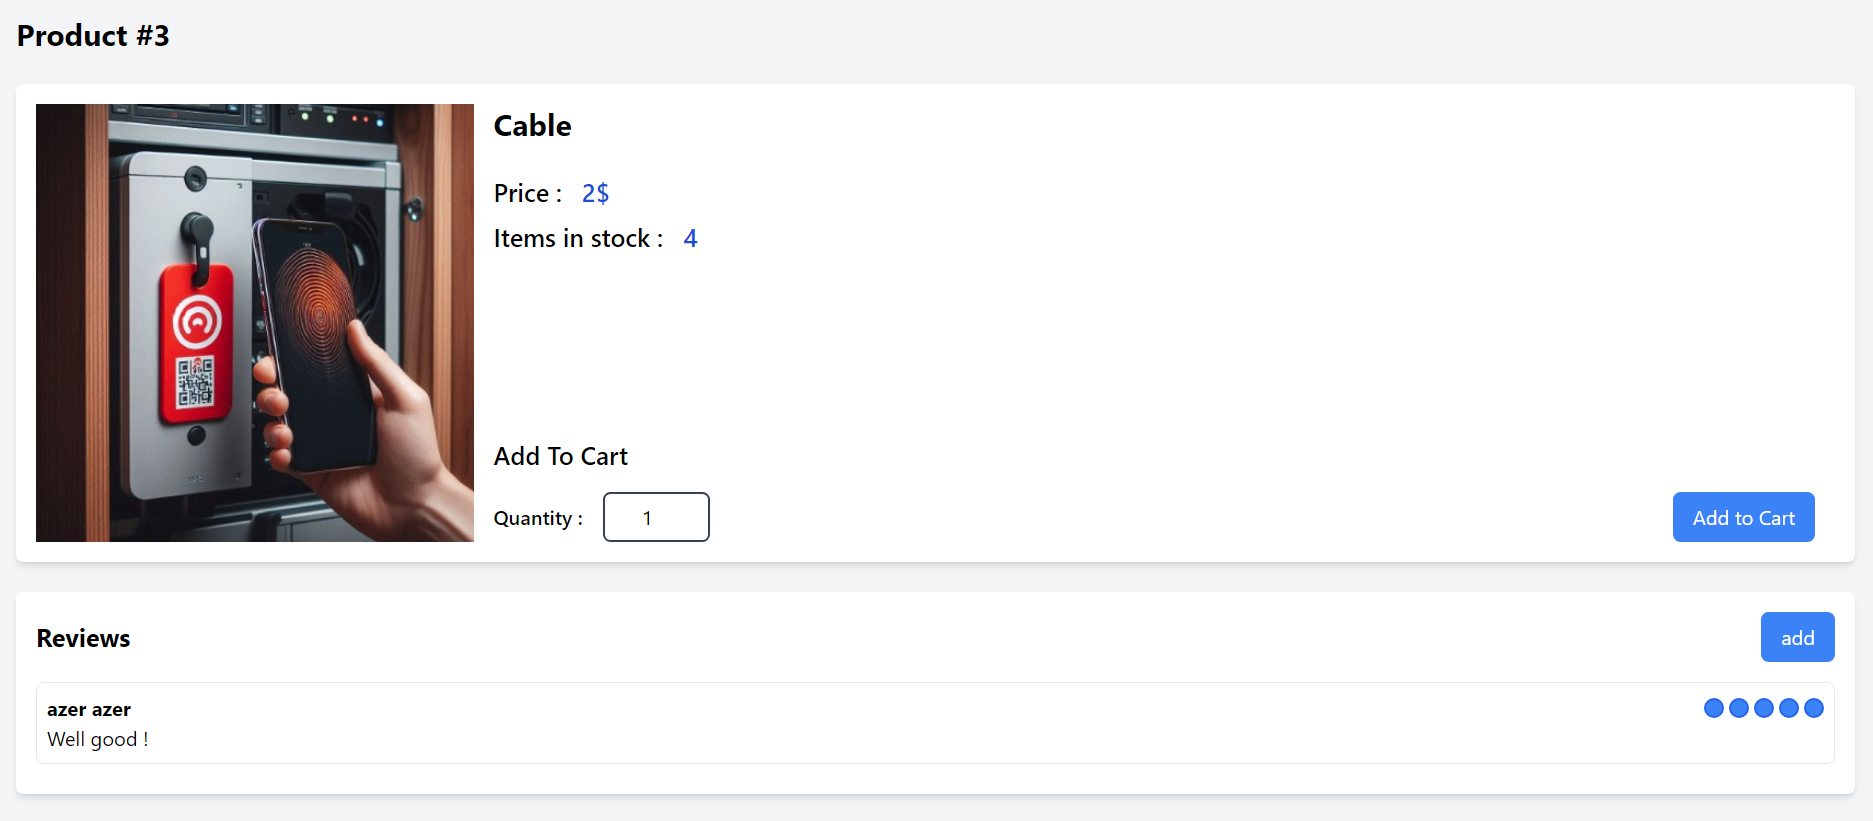 Product #3
Cable
Price : 2$
Items in stock : 4
Add To Cart
Quantity : 1
Add to Cart
Reviews
add
azer azer
Well good !